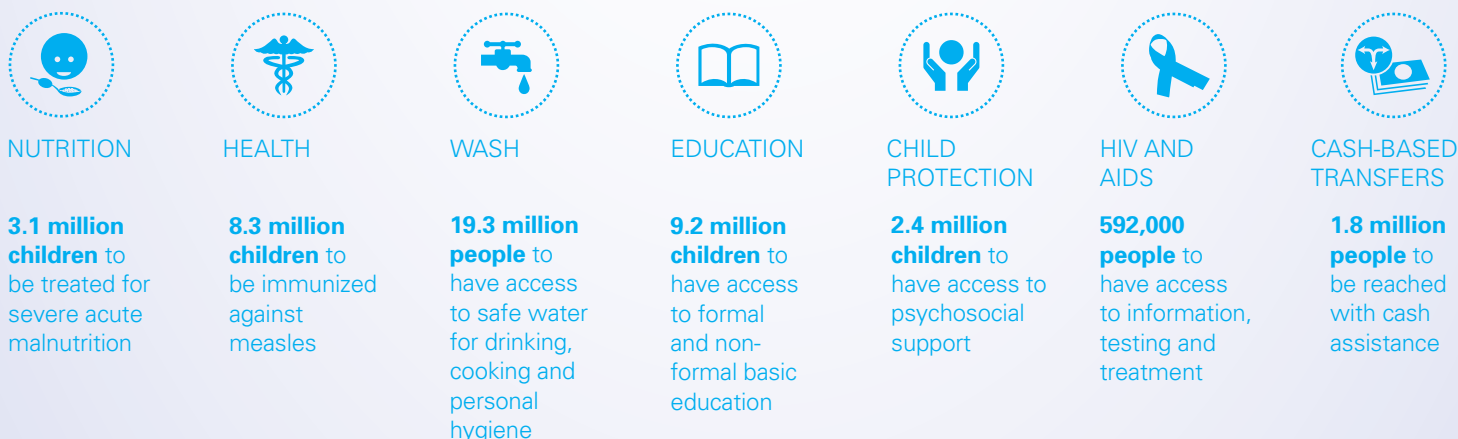 NUTRITION
3.1 million
children to
be treated for
severe acute
malnutrition
HEALTH
8.3 million
children to
be immunized
against
measles
WASH
19.3 million
people to
have access
to safe water
for drinking,
cooking and
personal
hygiene
EDUCATION
9.2 million
children to
have access
to formal
and non-
formal basic
education
CHILD
PROTECTION
2.4 million
children to
have access to
psychosocial
support
HIV AND
AIDS
592,000
people to
have access
to information,
testing and
treatment
CASH-BASED
TRANSFERS
1.8 million
people to
be reached
with cash
assistance